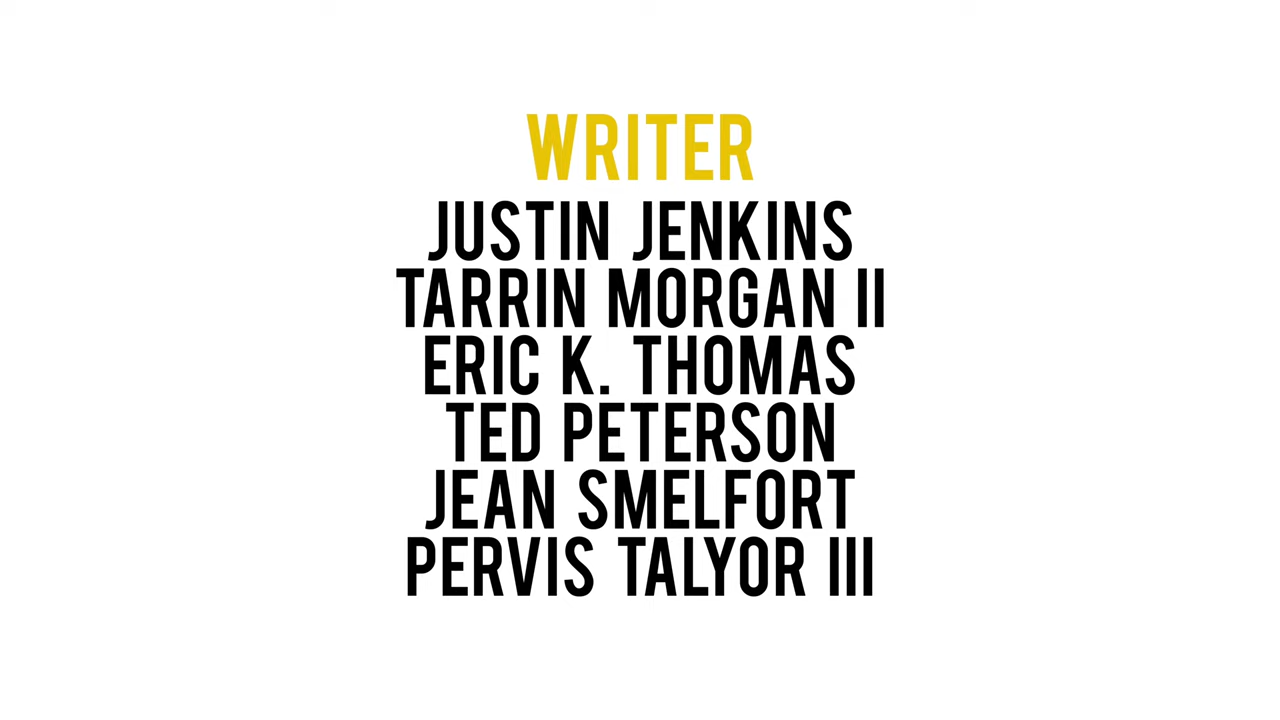 WRITER
JUSTIN JENKINS
TARRIN MORGAN II
ERIC K. THOMAS
TED PETERSON
JEAN SMELFORT
PERVIS TALYOR III